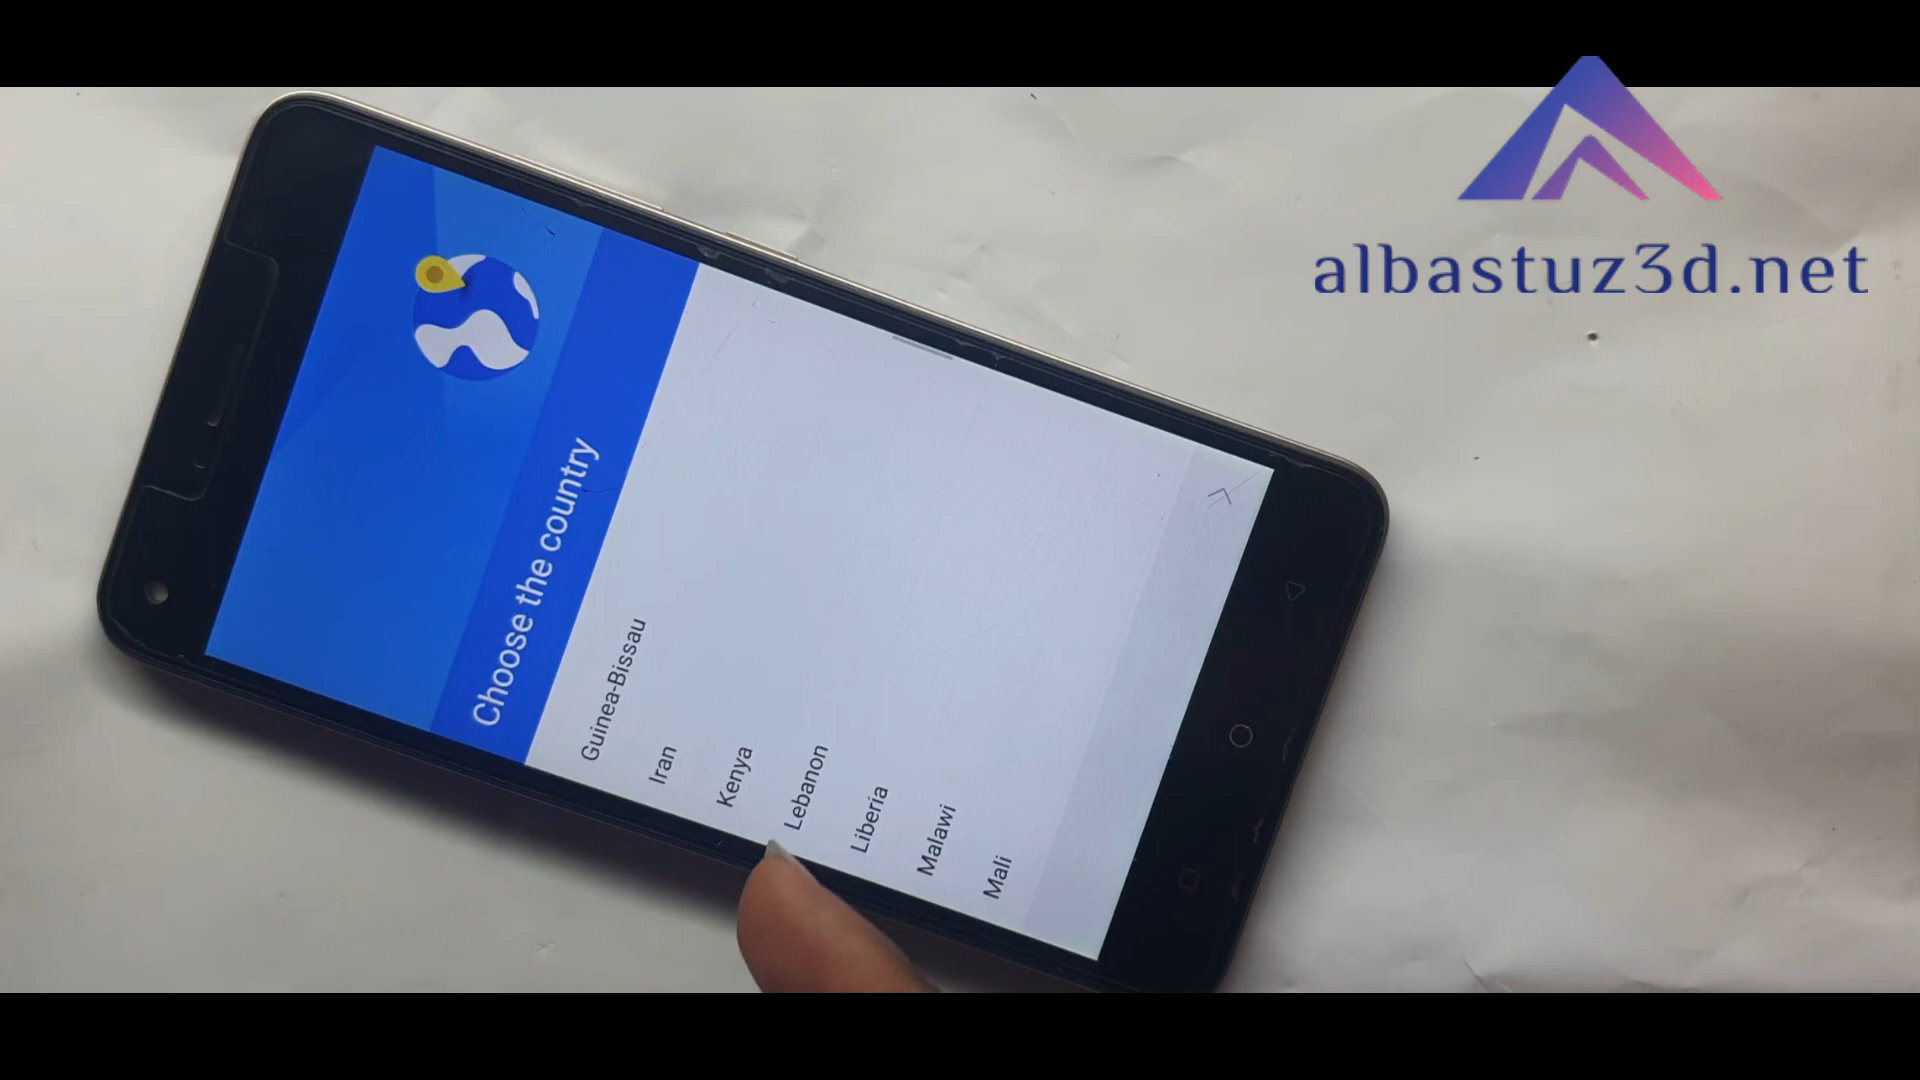 albastuz3d.net
Choose the country
Guinea-Bissau
Iran
Kenya
Lebanon
Liberia
Malawi
Mali